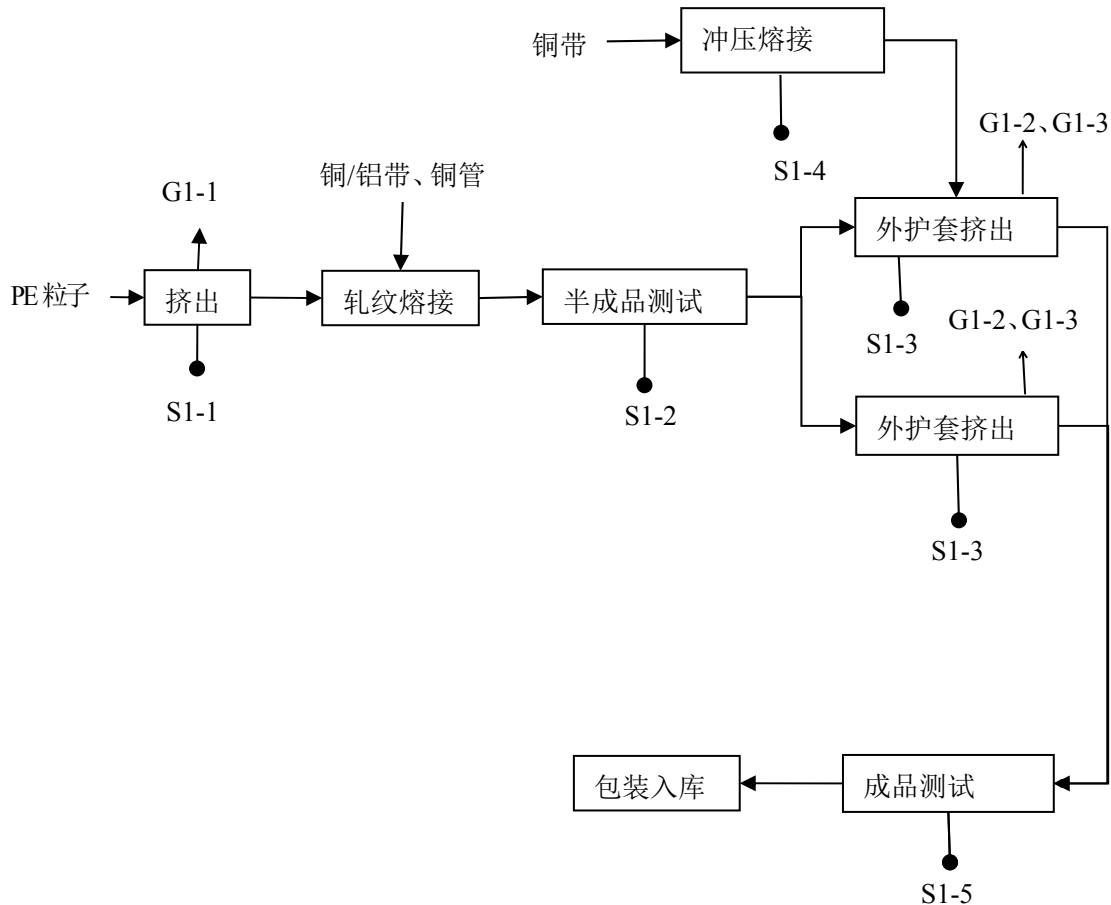 铜带
冲压熔接
G1-2、G1-3
S1-4
铜/铝带、铜管
G1-1
外护套挤出
PE粒子
挤出
轧纹熔接
半成品测试
S1-3
G1-2、G1-3
S1-1
S1-2
外护套挤出
S1-3
包装入库
成品测试
S1-5